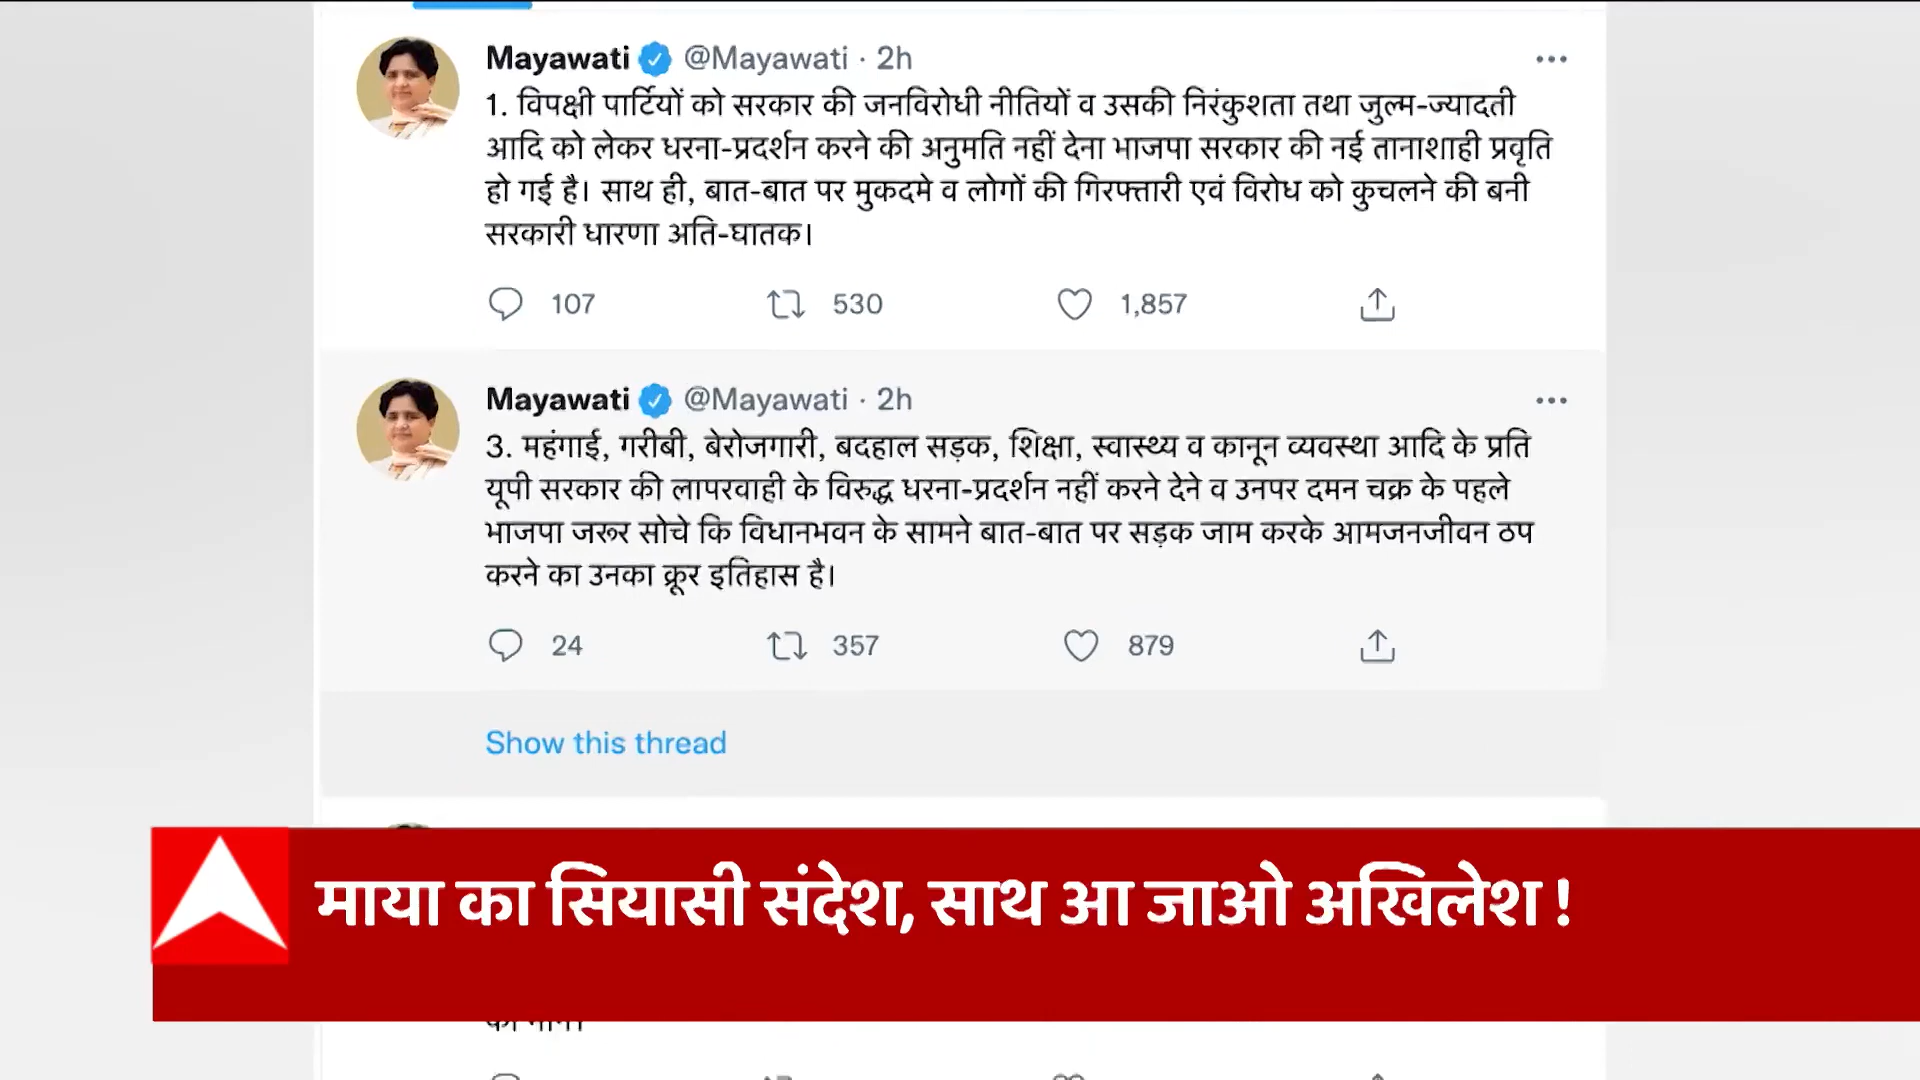 Mayawati @Mayawati · 2h
1. विपक्षी पार्टियों को सरकार की जनविरोधी नीतियों व उसकी निरंकुशता तथा जुल्म-ज्यादती
आदि को लेकर धरना-प्रदर्शन करने की अनुमति नहीं देना भाजपा सरकार की नई तानाशाही प्रवृति
हो गई है। साथ ही, बात-बात पर मुकदमे व लोगों की गिरफ्तारी एवं विरोध को कुचलने की बनी
सरकारी धारणा अति-घातक।
107 530 1,857
Mayawati @Mayawati · 2h
3. महंगाई, गरीबी, बेरोजगारी, बदहाल सड़क, शिक्षा, स्वास्थ्य व कानून व्यवस्था आदि के प्रति
यूपी सरकार की लापरवाही के विरुद्ध धरना-प्रदर्शन नहीं करने देने व उनपर दमन चक्र के पहले
भाजपा जरूर सोचे कि विधानभवन के सामने बात-बात पर सड़क जाम करके आमजनजीवन ठप
करने का उनका क्रूर इतिहास है।
24 357 879
Show this thread
माया का सियासी संदेश, साथ आ जाओ अखिलेश !